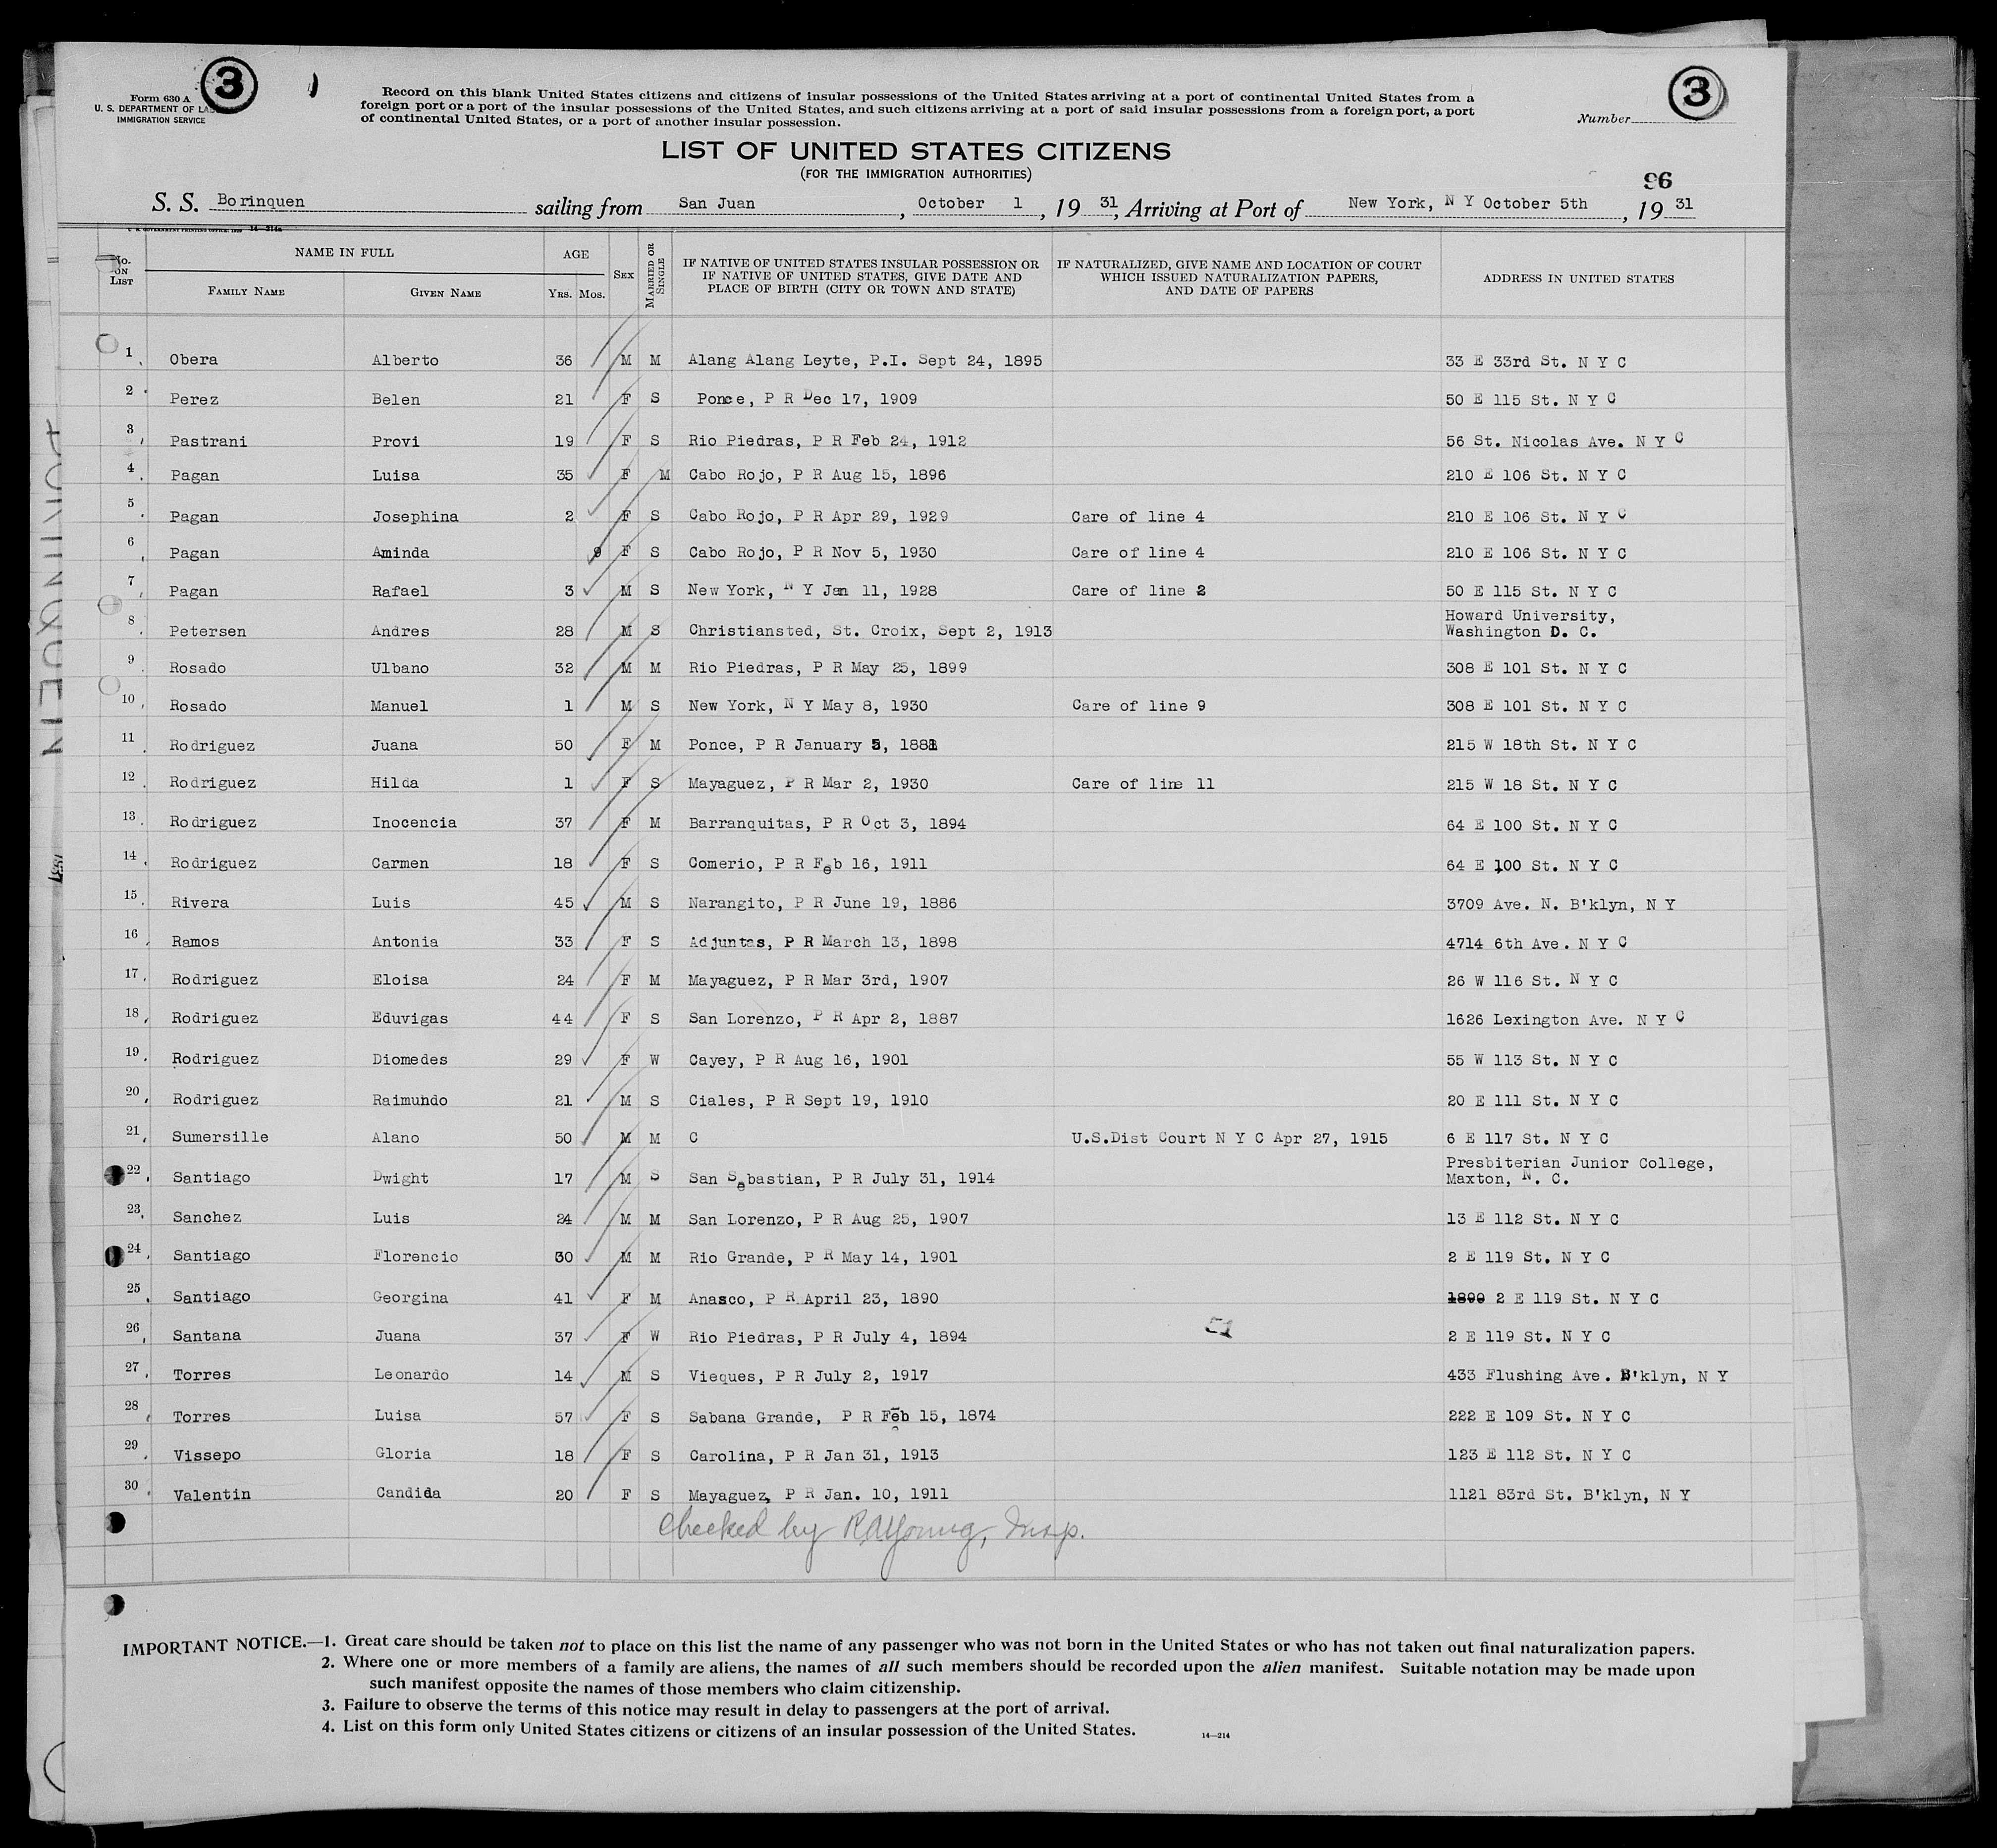 3
3
Form 630 A
U. S. DEPARTMENT OF
IMMIGRATION SERVICE
Record on this blank United States citizens and citizens of insular possessions of the United States arriving at a port of continental United States from a
foreign port or a port of the insular possessions of the United States, and such citizens arriving at a port of said insular possessions from a foreign port, a port
of continental United States, or a port of another insular possession.
Number
LIST OF UNITED STATES CITIZENS
(FOR THE IMMIGRATION AUTHORITIES)
96
S. S. Borinquen sailing from San Juan, October 1, 19 31, Arriving at Port of New York, N Y October 5th, 19 31
No. ON LIST
NAME IN FULL
FAMILY NAME
GIVEN NAME
AGE
YRS. MOS.
SEX
MARRIED OR SINGLE
IF NATIVE OF UNITED STATES INSULAR POSSESSION OR
IF NATIVE OF UNITED STATES, GIVE DATE AND
PLACE OF BIRTH (CITY OR TOWN AND STATE)
IF NATURALIZED, GIVE NAME AND LOCATION OF COURT
WHICH ISSUED NATURALIZATION PAPERS,
AND DATE OF PAPERS
ADDRESS IN UNITED STATES
1 Obera Alberto 36 M M Alang Alang Leyte, P.I. Sept 24, 1895 33 E 33rd St. N Y C
2 Perez Belen 21 F S Ponce, P R Dec 17, 1909 50 E 115 St. N Y C
3 Pastrani Provi 19 F S Rio Piedras, P R Feb 24, 1912 56 St. Nicolas Ave. N Y C
4 Pagan Luisa 35 F M Cabo Rojo, P R Aug 15, 1896 210 E 106 St. N Y C
5 Pagan Josephina 2 F S Cabo Rojo, P R Apr 29, 1929 Care of line 4 210 E 106 St. N Y C
6 Pagan Aminda 9 F S Cabo Rojo, P R Nov 5, 1930 Care of line 4 210 E 106 St. N Y C
7 Pagan Rafael 3 M S New York, N Y Jan 11, 1928 Care of line 2 50 E 115 St. N Y C
8 Petersen Andres 28 M S Christiansted, St. Croix, Sept 2, 1913 Howard University,
Washington D. C.
9 Rosado Ulbano 32 M M Rio Piedras, P R May 25, 1899 308 E 101 St. N Y C
10 Rosado Manuel 1 M S New York, N Y May 8, 1930 Care of line 9 308 E 101 St. N Y C
11 Rodriguez Juana 50 F M Ponce, P R January 5, 1881 215 W 18th St. N Y C
12 Rodriguez Hilda 1 F S Mayaguez, P R Mar 2, 1930 Care of line 11 215 W 18 St. N Y C
13 Rodriguez Inocencia 37 F M Barranquitas, P R Oct 3, 1894 64 E 100 St. N Y C
14 Rodriguez Carmen 18 F S Comerio, P R Feb 16, 1911 64 E 100 St. N Y C
15 Rivera Luis 45 M S Narangito, P R June 19, 1886 3709 Ave. N. B'klyn, N Y
16 Ramos Antonia 33 F S Adjuntas, P R March 13, 1898 4714 6th Ave. N Y C
17 Rodriguez Eloisa 24 F M Mayaguez, P R Mar 3rd, 1907 26 W 116 St. N Y C
18 Rodriguez Eduvigas 44 F S San Lorenzo, P R Apr 2, 1887 1626 Lexington Ave. N Y C
19 Rodriguez Diomedes 29 F W Cayey, P R Aug 16, 1901 55 W 113 St. N Y C
20 Rodriguez Raimundo 21 M S Ciales, P R Sept 19, 1910 20 E 111 St. N Y C
21 Sumersille Alano 50 M M C U.S.Dist Court N Y C Apr 27, 1915 6 E 117 St. N Y C
22 Santiago Dwight 17 M S San Sebastian, P R July 31, 1914 Presbiterian Junior College,
Maxton, N. C.
23 Sanchez Luis 24 M M San Lorenzo, P R Aug 25, 1907 13 E 112 St. N Y C
24 Santiago Florencio 30 M M Rio Grande, P R May 14, 1901 2 E 119 St. N Y C
25 Santiago Georgina 41 F M Anasco, P R April 23, 1890 1890 2 E 119 St. N Y C
26 Santana Juana 37 F W Rio Piedras, P R July 4, 1894 2 E 119 St. N Y C
27 Torres Leonardo 14 M S Vieques, P R July 2, 1917 433 Flushing Ave. B'klyn, N Y
28 Torres Luisa 57 F S Sabana Grande, P R Feb 15, 1874 222 E 109 St. N Y C
29 Vissepo Gloria 18 F S Carolina, P R Jan 31, 1913 123 E 112 St. N Y C
30 Valentin Candida 20 F S Mayaguez, P R Jan. 10, 1911 1121 83rd St. B'klyn, N Y
Checked by R A Young, Insp.
IMPORTANT NOTICE.—1. Great care should be taken not to place on this list the name of any passenger who was not born in the United States or who has not taken out final naturalization papers.
2. Where one or more members of a family are aliens, the names of all such members should be recorded upon the alien manifest. Suitable notation may be made upon
such manifest opposite the names of those members who claim citizenship.
3. Failure to observe the terms of this notice may result in delay to passengers at the port of arrival.
4. List on this form only United States citizens or citizens of an insular possession of the United States.
14—214